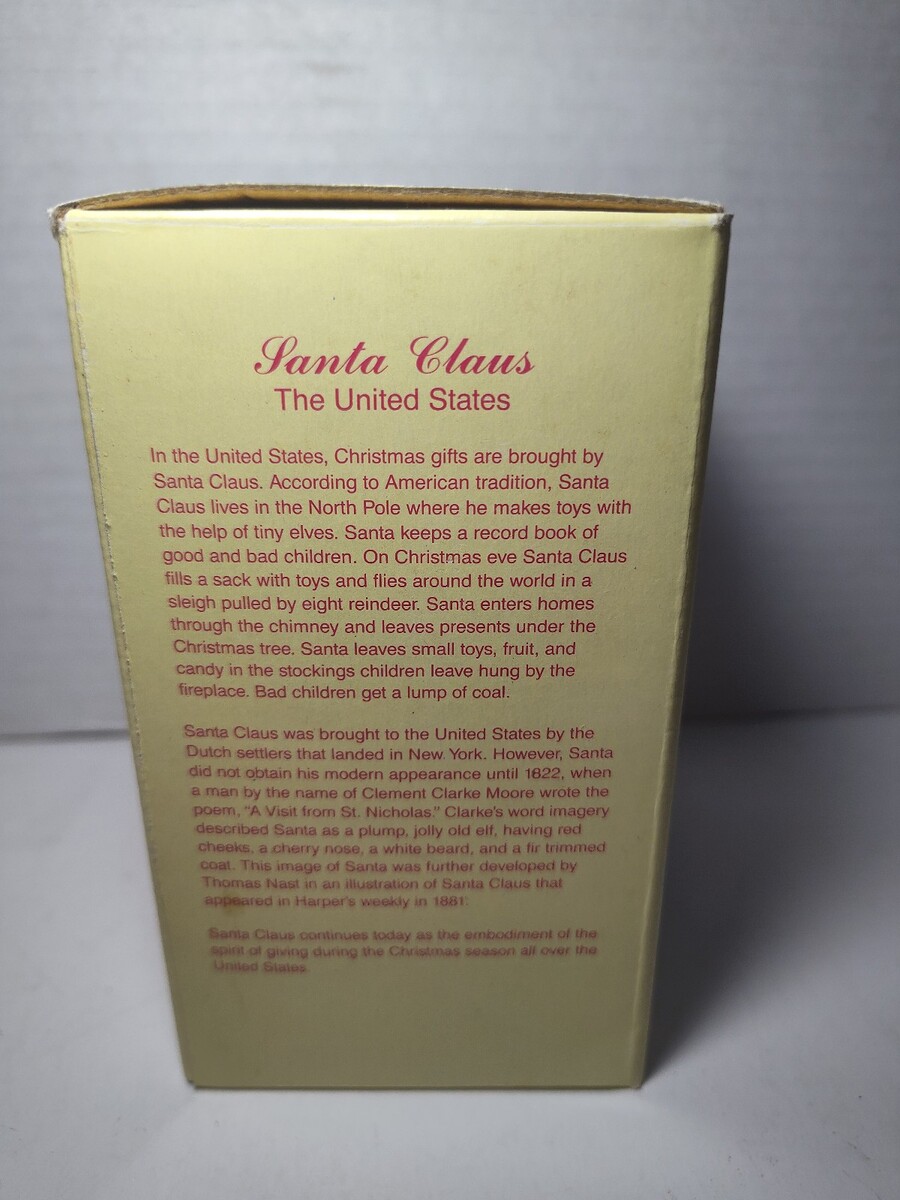 Santa Claus
The United States
In the United States, Christmas gifts are brought by
Santa Claus. According to American tradition, Santa
Claus lives in the North Pole where he makes toys with
the help of tiny elves. Santa keeps a record book of
good and bad children. On Christmas eve Santa Claus
fills a sack with toys and flies around the world in a
sleigh pulled by eight reindeer. Santa enters homes
through the chimney and leaves presents under the
Christmas tree. Santa leaves small toys, fruit, and
candy in the stockings children leave hung by the
fireplace. Bad children get a lump of coal.
Santa Claus was brought to the United States by the
Dutch settlers that landed in New York. However, Santa
did not obtain his modern appearance until 1822, when
a man by the name of Clement Clarke Moore wrote the
poem, "A Visit from St. Nicholas." Clarke's word imagery
described Santa as a plump, jolly old elf, having red
cheeks, a cherry nose, a white beard, and a fir trimmed
coat. This image of Santa was further developed by
Thomas Nast in an illustration of Santa Claus that
appeared in Harper's weekly in 1881.
Santa Claus continues today as the embodiment of the
spirit of giving during the Christmas season all over the
United States.